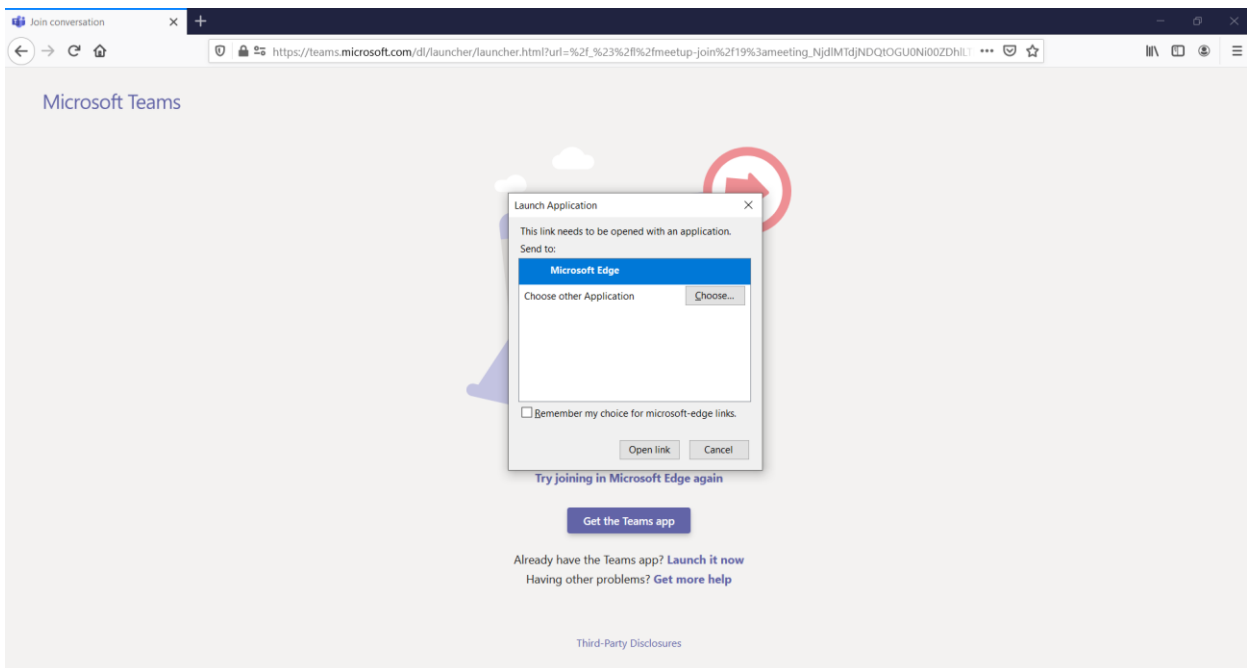 Join conversation
https://teams.microsoft.com/dl/launcher/launcher.html?url=%2f_%23%2fl%2fmeetup-join%2f19%3ameeting_NjdlMTdjNDQtOGU0Ni00ZDhlL
Microsoft Teams
Launch Application
This link needs to be opened with an application.
Send to:
Microsoft Edge
Choose other Application
Choose...
Remember my choice for microsoft-edge links.
Open link Cancel
Try joining in Microsoft Edge again
Get the Teams app
Already have the Teams app? Launch it now
Having other problems? Get more help
Third-Party Disclosures